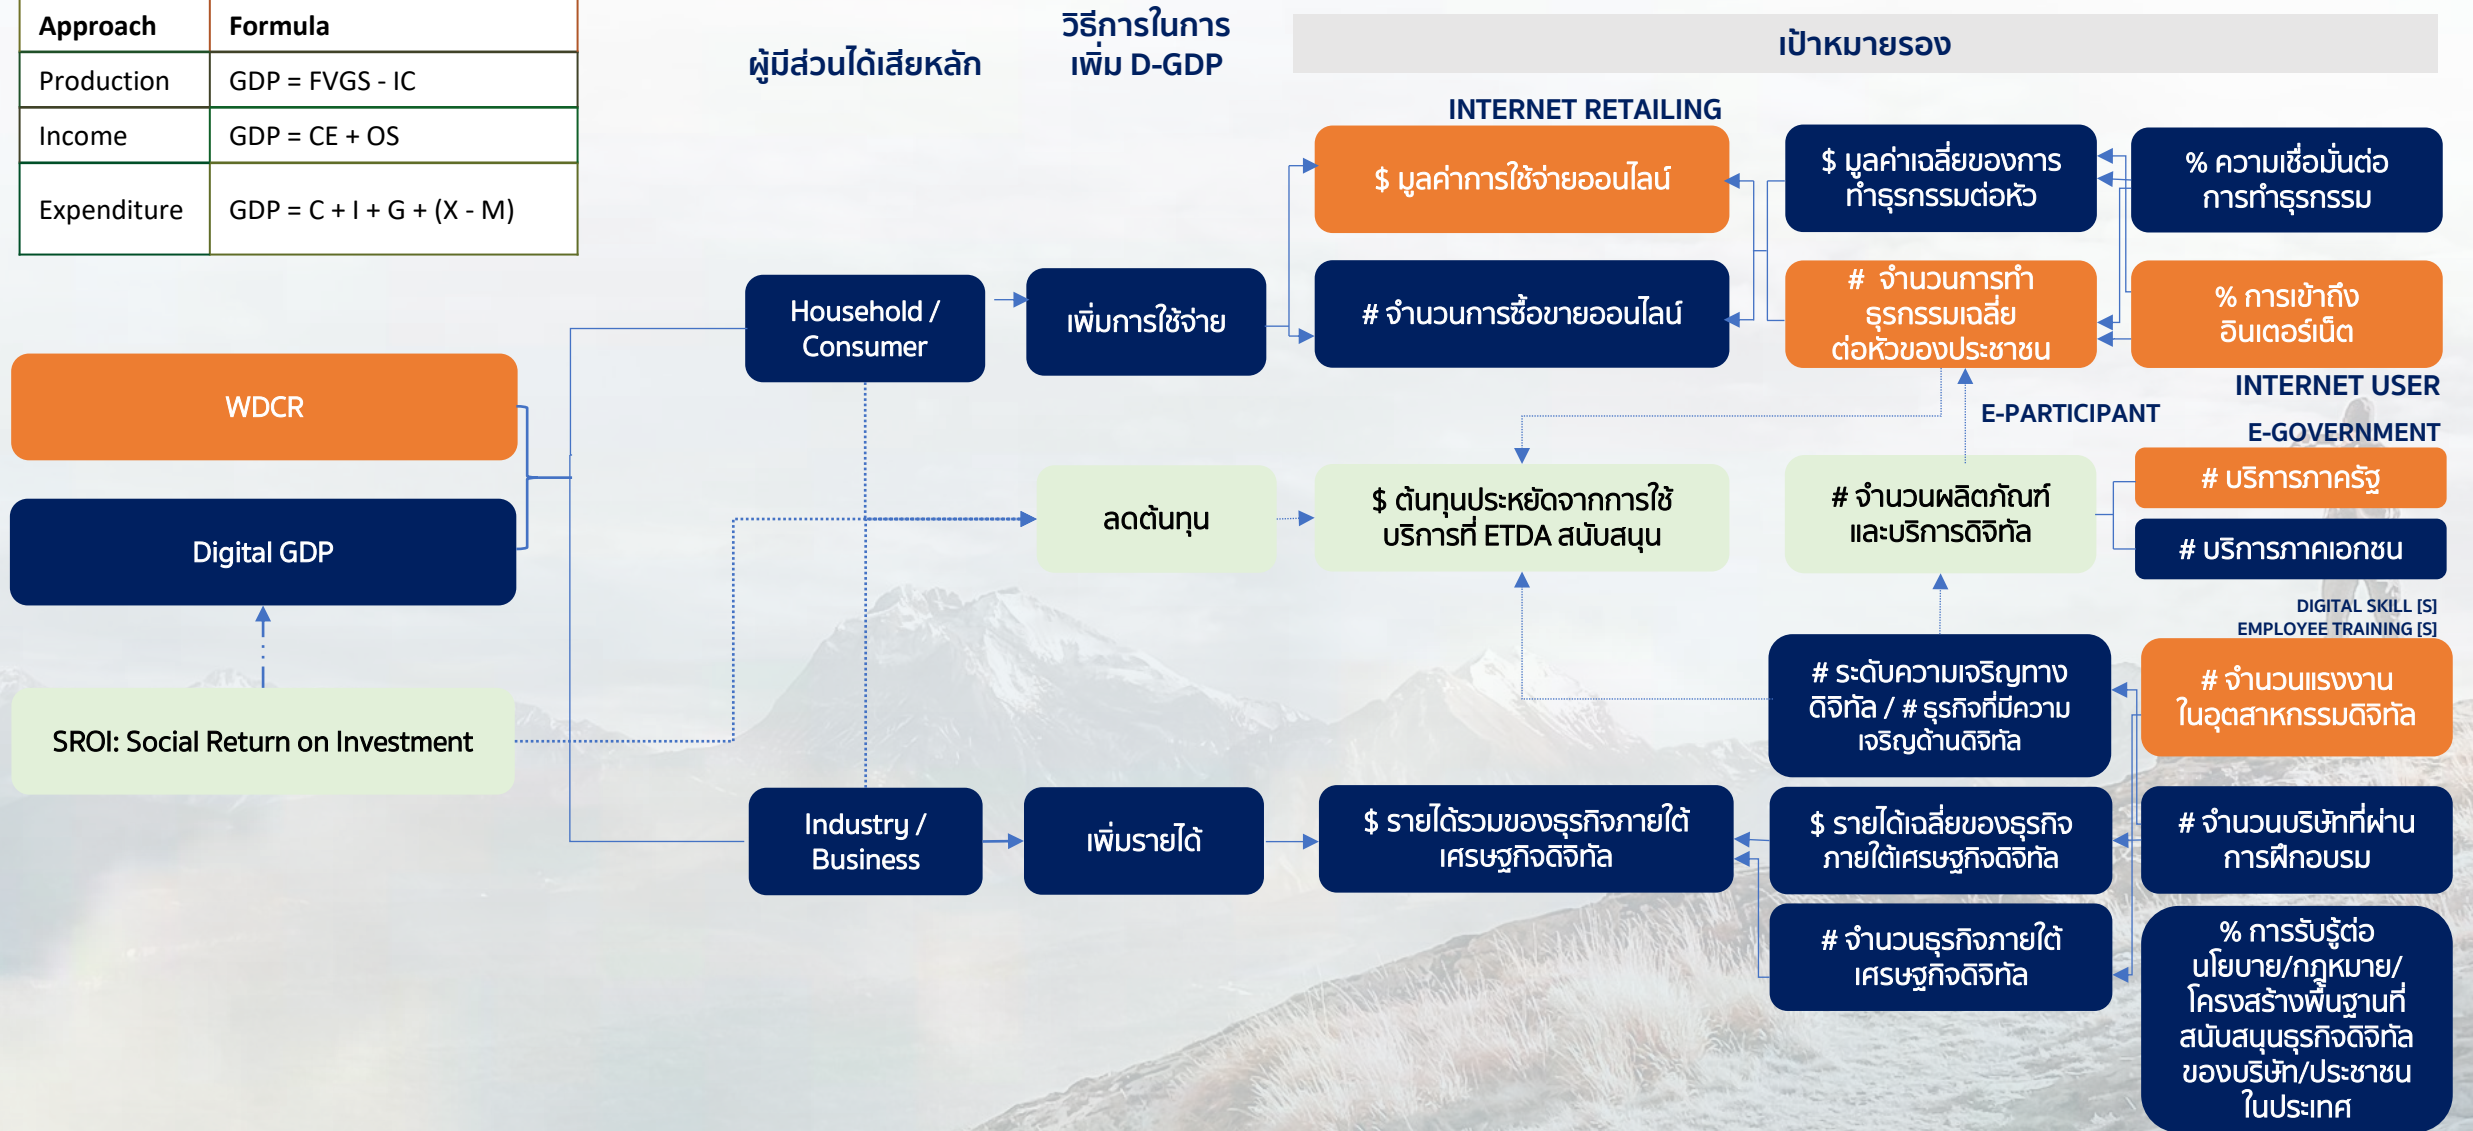 Approach Formula
Production GDP = FVGS - IC
Income GDP = CE + OS
Expenditure GDP = C + I + G + (X - M)
ผู้มีส่วนได้เสียหลัก
วิธีการในการ
เพิ่ม D-GDP
เป้าหมายรอง
INTERNET RETAILING
$ มูลค่าการใช้จ่ายออนไลน์
$ มูลค่าเฉลี่ยของการ
ทำธุรกรรมต่อหัว
% ความเชื่อมั่นต่อ
การทำธุรกรรม
Household /
Consumer
เพิ่มการใช้จ่าย
# จำนวนการซื้อขายออนไลน์
# จำนวนการทำ
ธุรกรรมเฉลี่ย
ต่อหัวของประชาชน
% การเข้าถึง
อินเตอร์เน็ต
INTERNET USER
WDCR
E-PARTICIPANT
E-GOVERNMENT
Digital GDP
ลดต้นทุน
$ ต้นทุนประหยัดจากการใช้
บริการที่ ETDA สนับสนุน
# จำนวนผลิตภัณฑ์
และบริการดิจิทัล
# บริการภาครัฐ
# บริการภาคเอกชน
DIGITAL SKILL [S]
EMPLOYEE TRAINING [S]
SROI: Social Return on Investment
# ระดับความเจริญทาง
ดิจิทัล / # ธุรกิจที่มีความ
เจริญด้านดิจิทัล
# จำนวนแรงงาน
ในอุตสาหกรรมดิจิทัล
Industry /
Business
เพิ่มรายได้
$ รายได้รวมของธุรกิจภายใต้
เศรษฐกิจดิจิทัล
$ รายได้เฉลี่ยของธุรกิจ
ภายใต้เศรษฐกิจดิจิทัล
# จำนวนบริษัทที่ผ่าน
การฝึกอบรม
# จำนวนธุรกิจภายใต้
เศรษฐกิจดิจิทัล
% การรับรู้ต่อ
นโยบาย/กฎหมาย/
โครงสร้างพื้นฐานที่
สนับสนุนธุรกิจดิจิทัล
ของบริษัท/ประชาชน
ในประเทศ